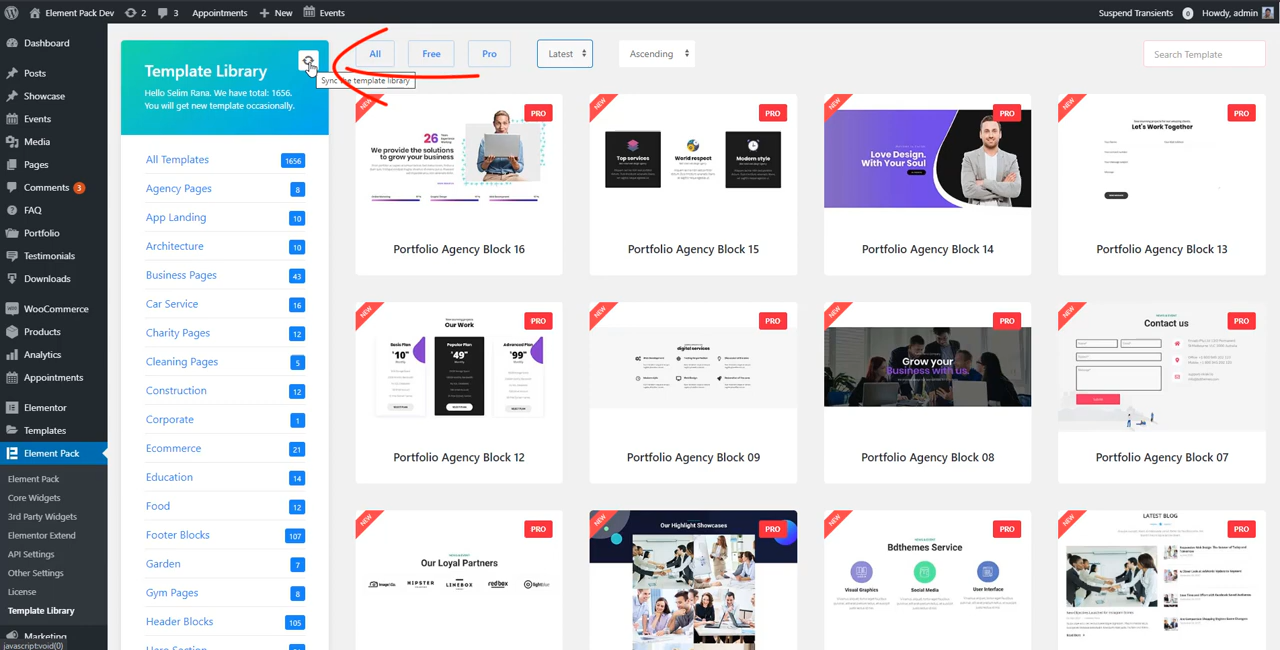 Element Pack Dev
2
3
Appointments
New
Events
Suspend Transients
0
Howdy, admin
Dashboard
Posts
Showcase
Events
Media
Pages
Comments 3
FAQ
Portfolio
Testimonials
Downloads
WooCommerce
Products
Analytics
Appointments
Elementor
Templates
Element Pack
Element Pack
Core Widgets
3rd Party Widgets
Elementor Extend
API Settings
Other Settings
License
Template Library
Marketing
javascript:void(0)
Template Library
Hello Selim Rana. We have total: 1656.
You will get new template occasionally.
Sync the template library
All Templates 1656
Agency Pages 8
App Landing 10
Architecture 10
Business Pages 43
Car Service 16
Charity Pages 12
Cleaning Pages 5
Construction 12
Corporate 1
Ecommerce 21
Education 14
Food 12
Footer Blocks 107
Garden 7
Gym Pages 8
Header Blocks 105
Hero Section
All
Free
Pro
Latest
Ascending
Search Template
NEW
PRO
26
We provide the solutions
to grow your business
Portfolio Agency Block 16
NEW
PRO
Top services
World respect
Modern style
Portfolio Agency Block 15
NEW
PRO
Love Design.
With Your Soul
Portfolio Agency Block 14
NEW
PRO
Let's Work Together
Portfolio Agency Block 13
NEW
PRO
Our Work
Basic Plan
$10
Popular Plan
$49
Advanced Plan
$99
Portfolio Agency Block 12
NEW
PRO
digital services
Portfolio Agency Block 09
NEW
PRO
Grow your
Business with us.
Portfolio Agency Block 08
NEW
PRO
Contact us
Portfolio Agency Block 07
NEW
PRO
Our Loyal Partners
HIPSTER
LINEBOX
redbox
lightblue
NEW
PRO
Our Highlight Showcases
NEW
PRO
Bdthemes Service
Visual Graphics
Social Media
User Interface
NEW
PRO
LATEST BLOG